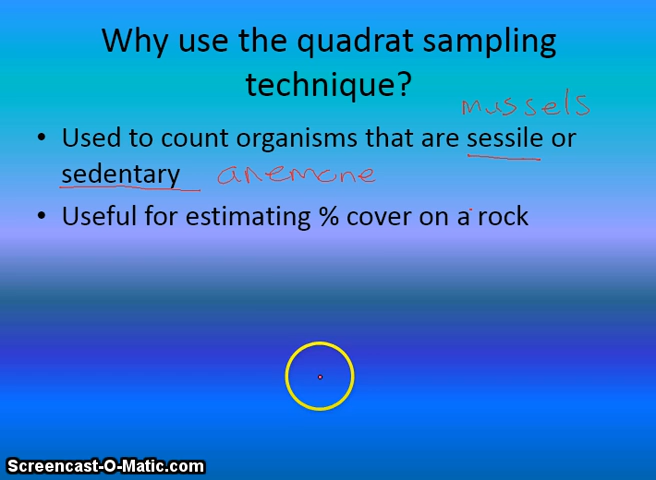 Why use the quadrat sampling
technique?
mussels
• Used to count organisms that are sessile or
sedentary anemone
• Useful for estimating % cover on a rock
Screencast-O-Matic.com